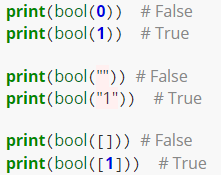 print(bool(0))  # False
print(bool(1))  # True
print(bool("")) # False
print(bool("1"))  # True
print(bool([])) # False
print(bool([1]))  # True